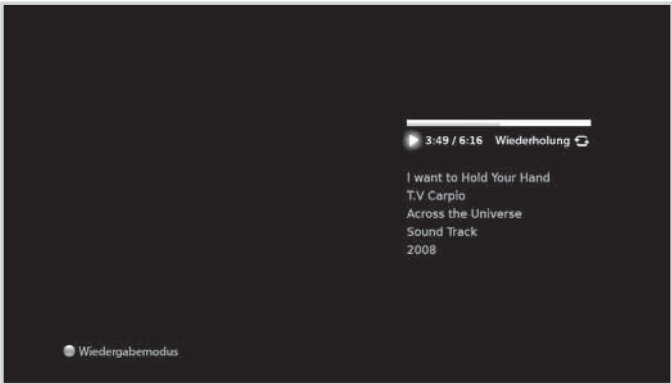 3:49 / 6:16 Wiederholung
I want to Hold Your Hand
T.V Carpio
Across the Universe
Sound Track
2008
Wiedergabemodus